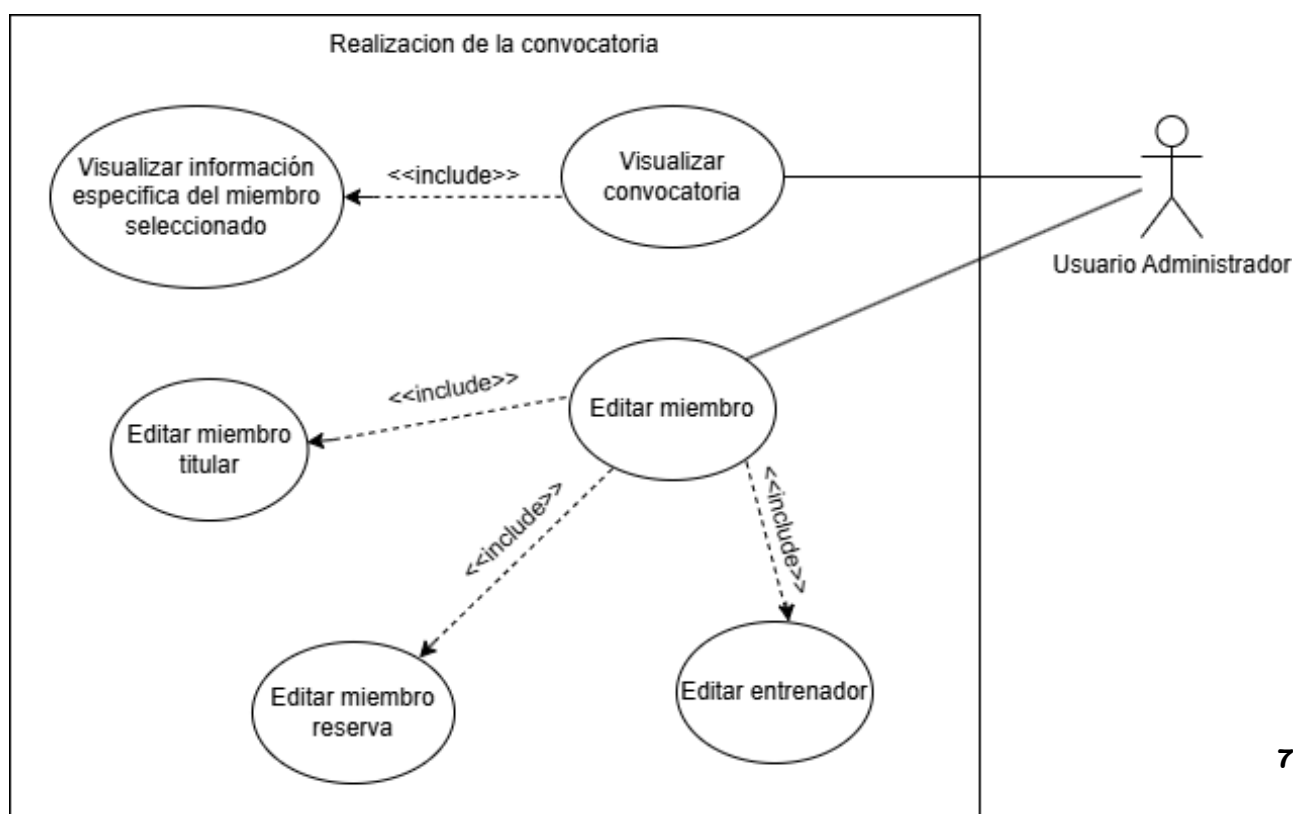 Realizacion de la convocatoria
Visualizar información
especifica del miembro
seleccionado
<<include>>
Visualizar
convocatoria
Usuario Administrador
<<include>>
Editar miembro
Editar miembro
titular
<<include>>
<<include>>
Editar miembro
reserva
Editar entrenador
7